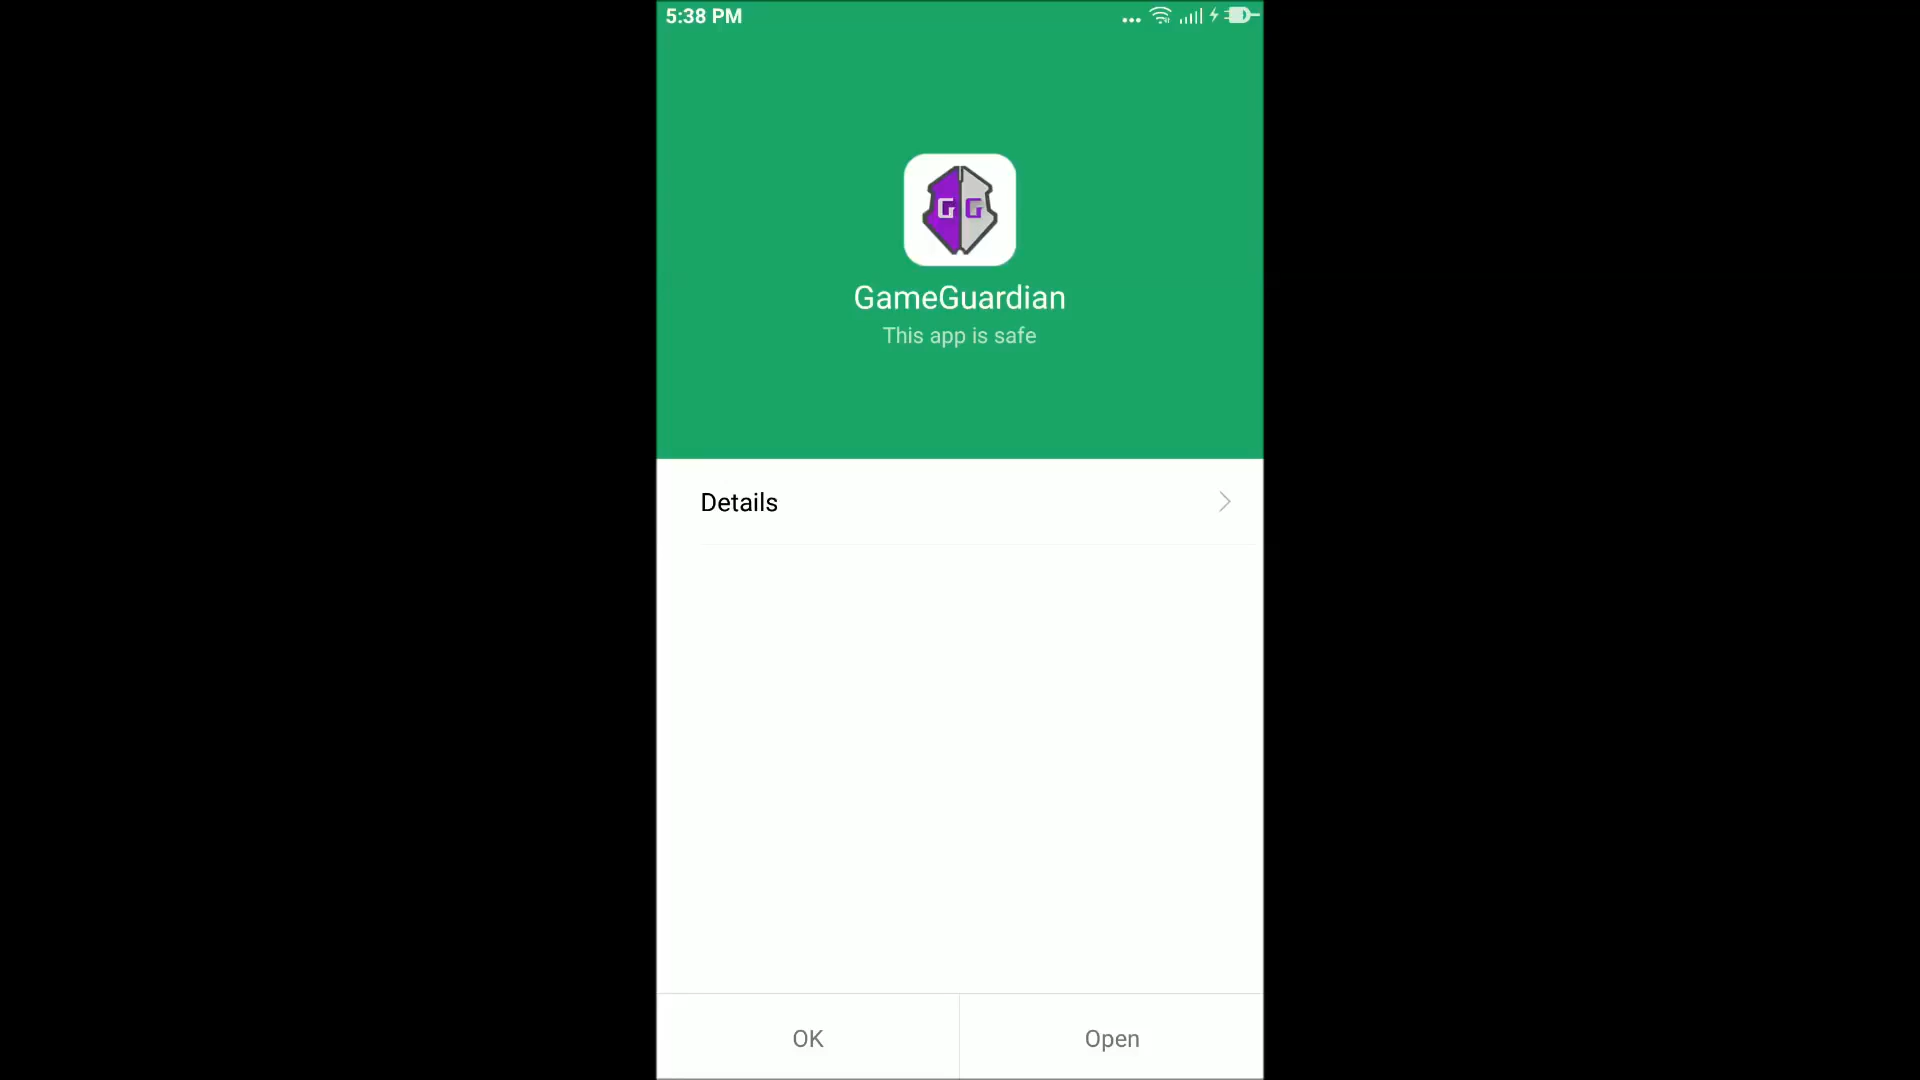 5:38 PM
G G
GameGuardian
This app is safe
Details
OK
Open